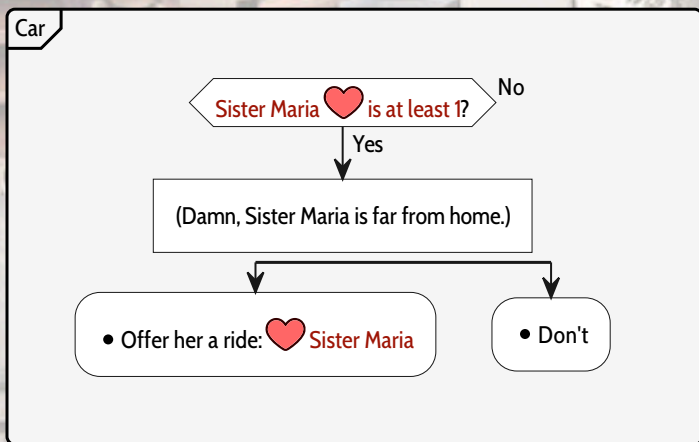 Car
Sister Maria is at least 1?
No
Yes
(Damn, Sister Maria is far from home.)
• Offer her a ride: Sister Maria
• Don't